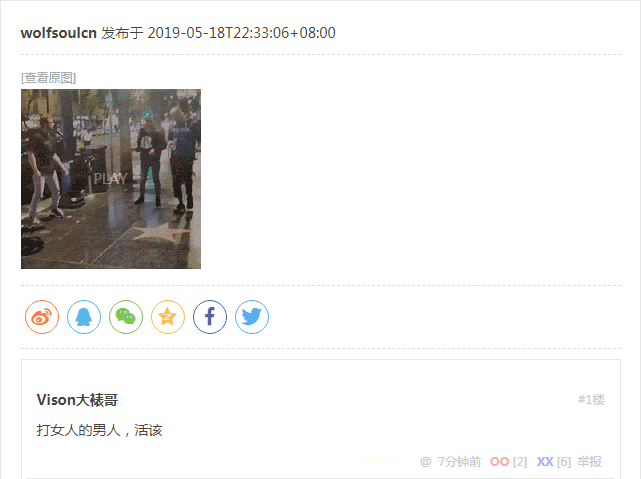 wolfsoulcn 发布于 2019-05-18T22:33:06+08:00
[查看原图]
PLAY
Vison大裱哥
#1楼
打女人的男人，活该
@ 7分钟前 OO [2] XX [6] 举报